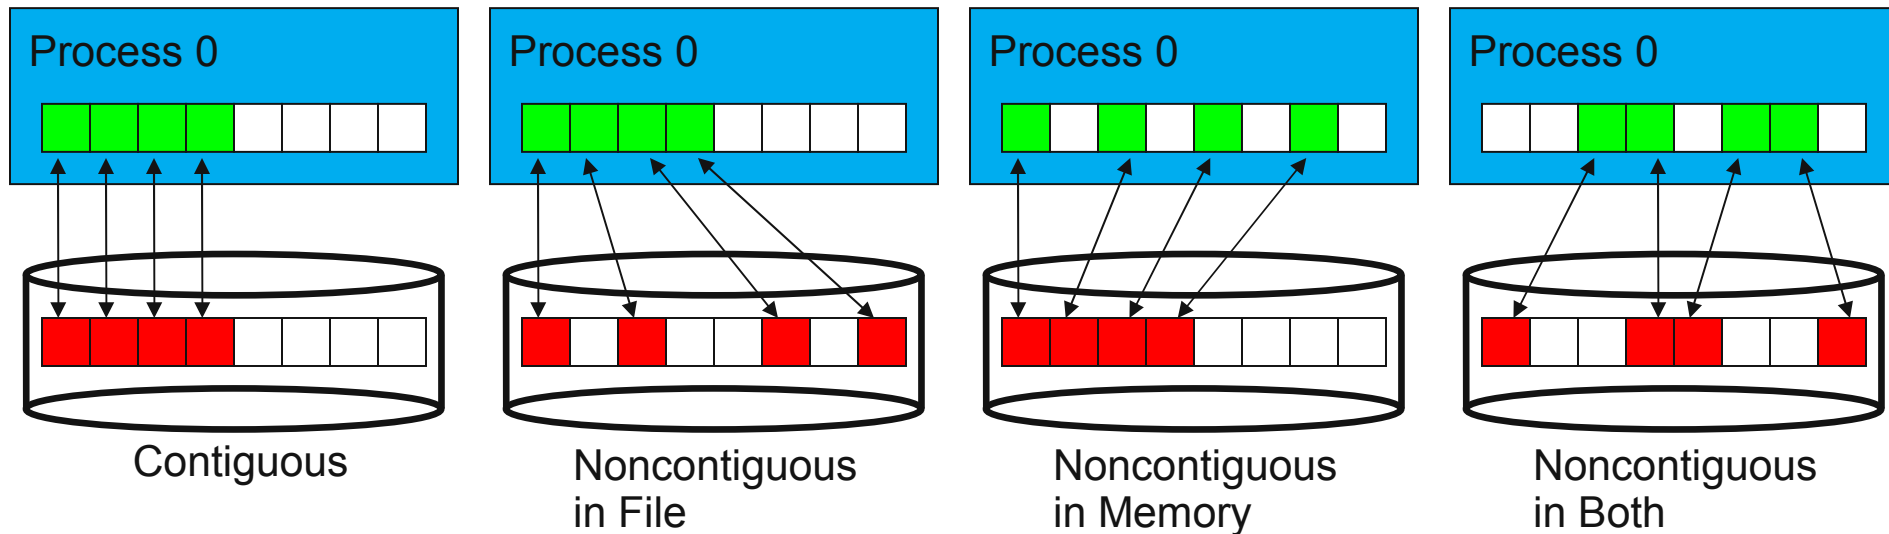 Process 0
Process 0
Process 0
Process 0
Contiguous
Noncontiguous
in File
Noncontiguous
in Memory
Noncontiguous
in Both